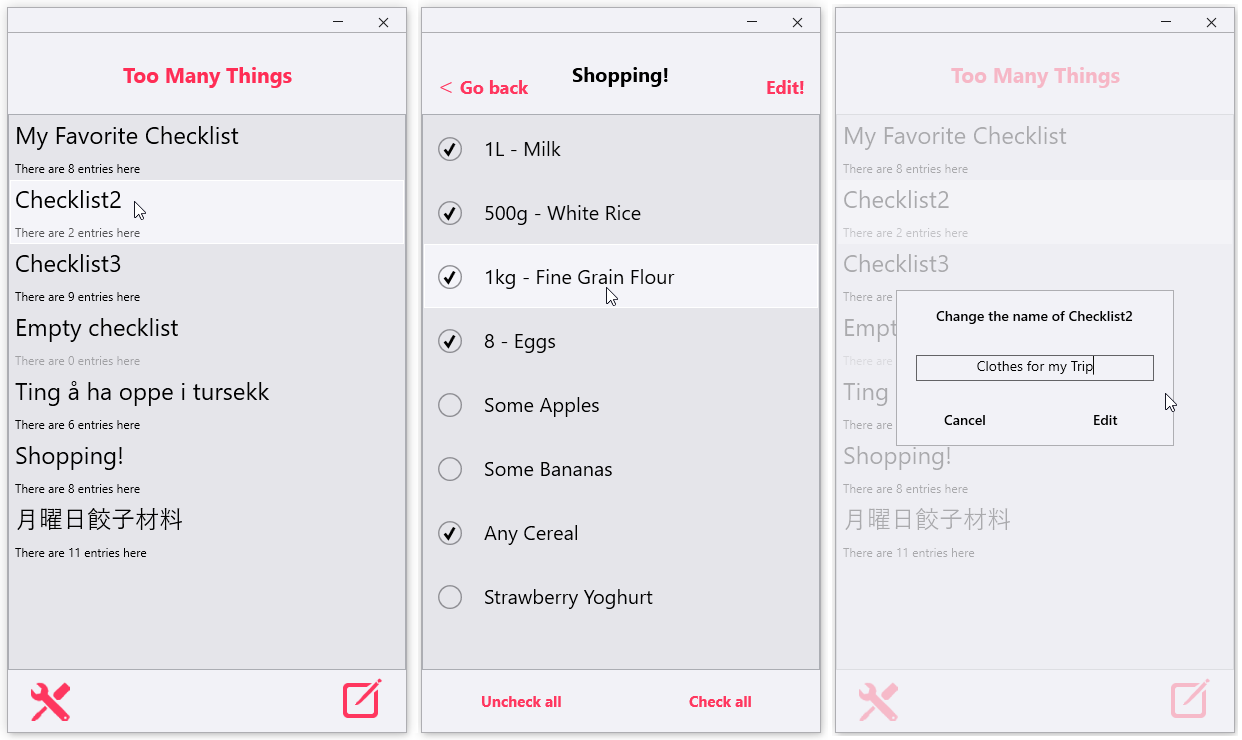 Too Many Things
My Favorite Checklist
There are 8 entries here
Checklist2
There are 2 entries here
Checklist3
There are 9 entries here
Empty checklist
There are 0 entries here
Ting å ha oppe i tursekk
There are 6 entries here
Shopping!
There are 8 entries here
月曜日餃子材料
There are 11 entries here
< Go back
Shopping!
Edit!
1L - Milk
500g - White Rice
1kg - Fine Grain Flour
8 - Eggs
Some Apples
Some Bananas
Any Cereal
Strawberry Yoghurt
Uncheck all
Check all
Too Many Things
My Favorite Checklist
There are 8 entries here
Checklist2
There are 2 entries here
Checklist3
There are
Empt
There are
Ting
There are
Shopping!
There are 8 entries here
月曜日餃子材料
There are 11 entries here
Change the name of Checklist2
Clothes for my Trip
Cancel
Edit